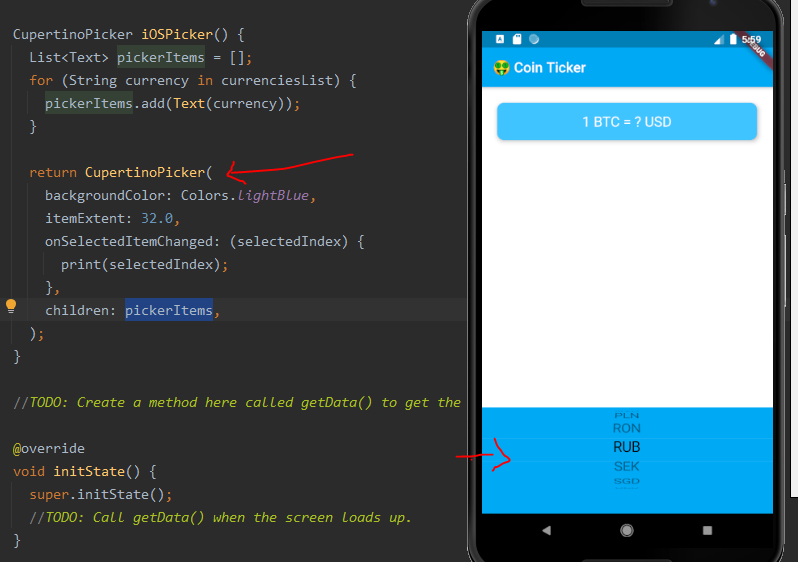 CupertinoPicker iOSPicker() {
List<Text> pickerItems = [];
for (String currency in currenciesList) {
pickerItems.add(Text(currency));
}
return CupertinoPicker(
backgroundColor: Colors.lightBlue,
itemExtent: 32.0,
onSelectedItemChanged: (selectedIndex) {
print(selectedIndex);
},
children: pickerItems,
);
}
//TODO: Create a method here called getData() to get the
@override
void initState() {
super.initState();
//TODO: Call getData() when the screen loads up.
}
A
5:59
DEBUG
🤑 Coin Ticker
1 BTC = ? USD
PLN
RON
RUB
SEK
SGD